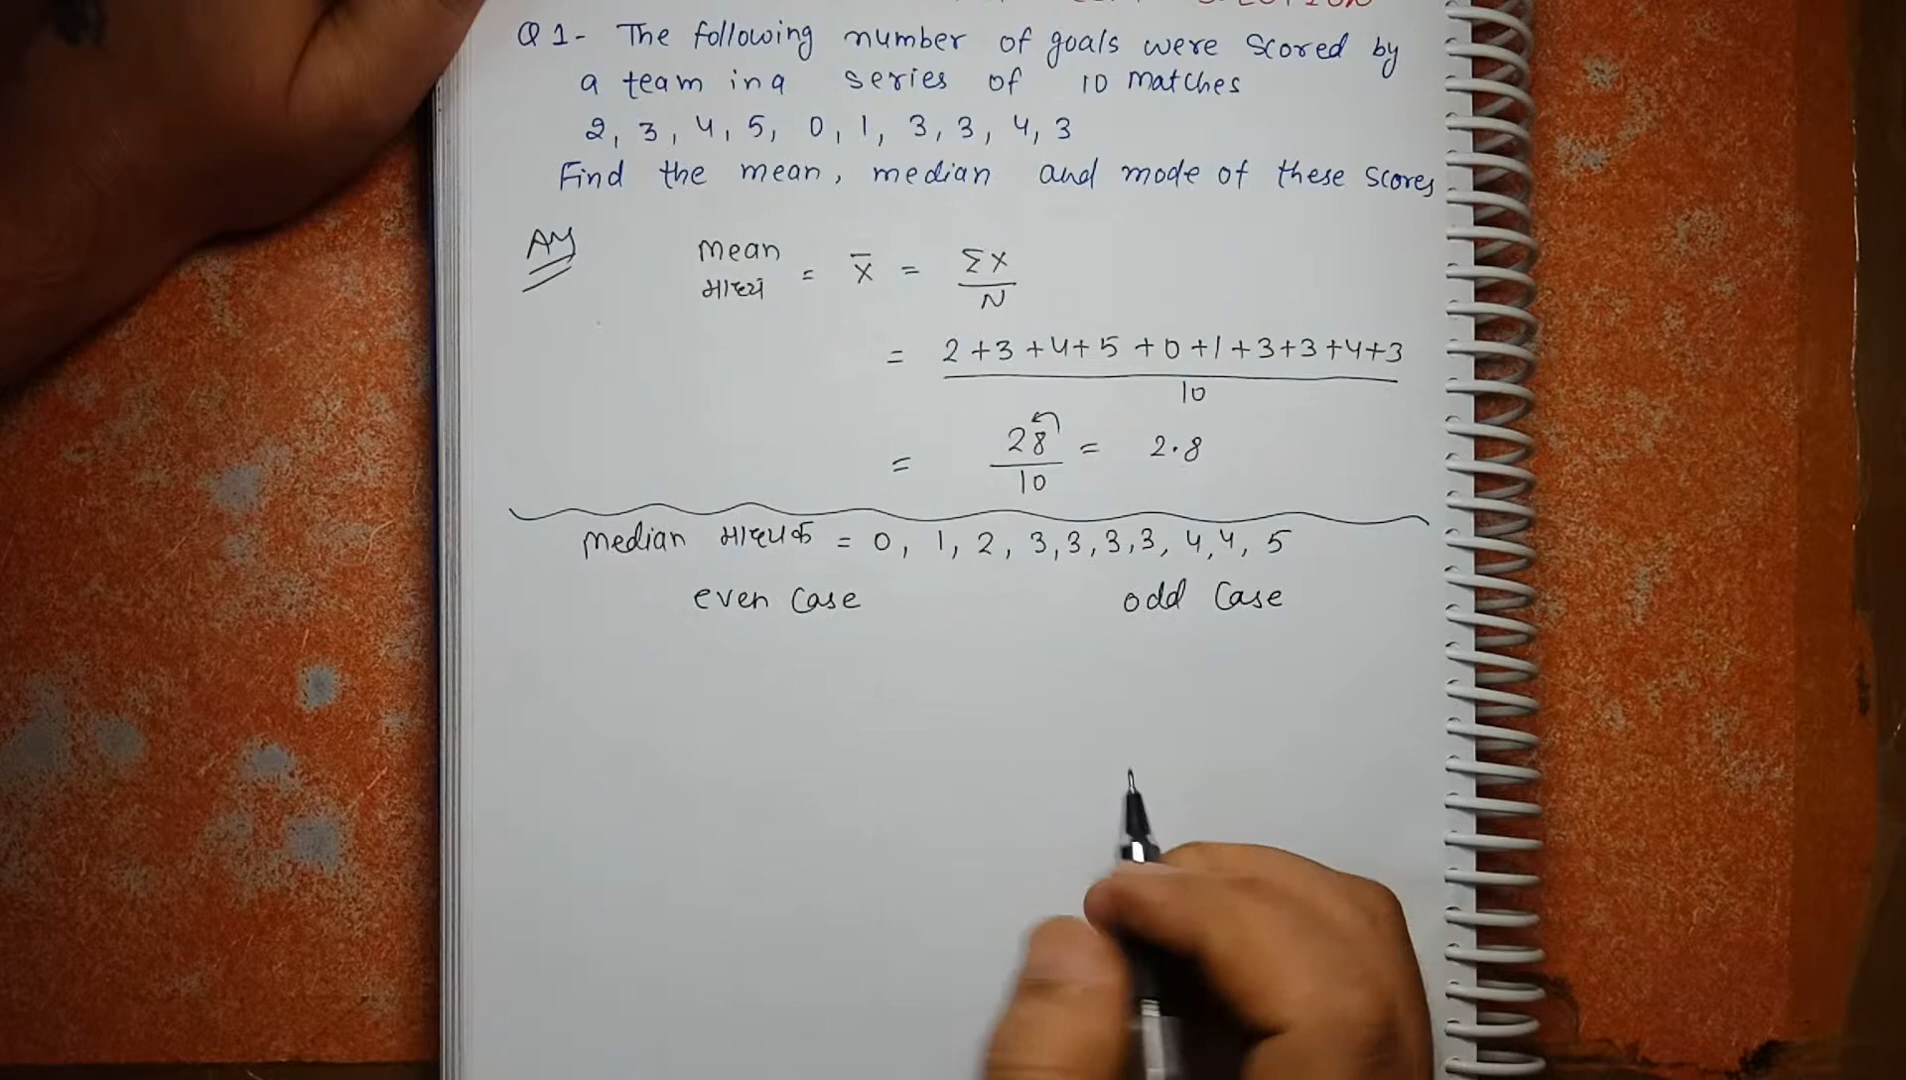 Q 1- The following number of goals were scored by
a team in a series of 10 matches
2, 3, 4, 5, 0, 1, 3, 3, 4, 3
Find the mean, median and mode of these scores
Ans
mean
माध्य = x̄ = ΣX / N
= 2+3+4+5+0+1+3+3+4+3 / 10
= 28 / 10 = 2.8
median माध्यक = 0, 1, 2, 3, 3, 3, 3, 4, 4, 5
even case odd case